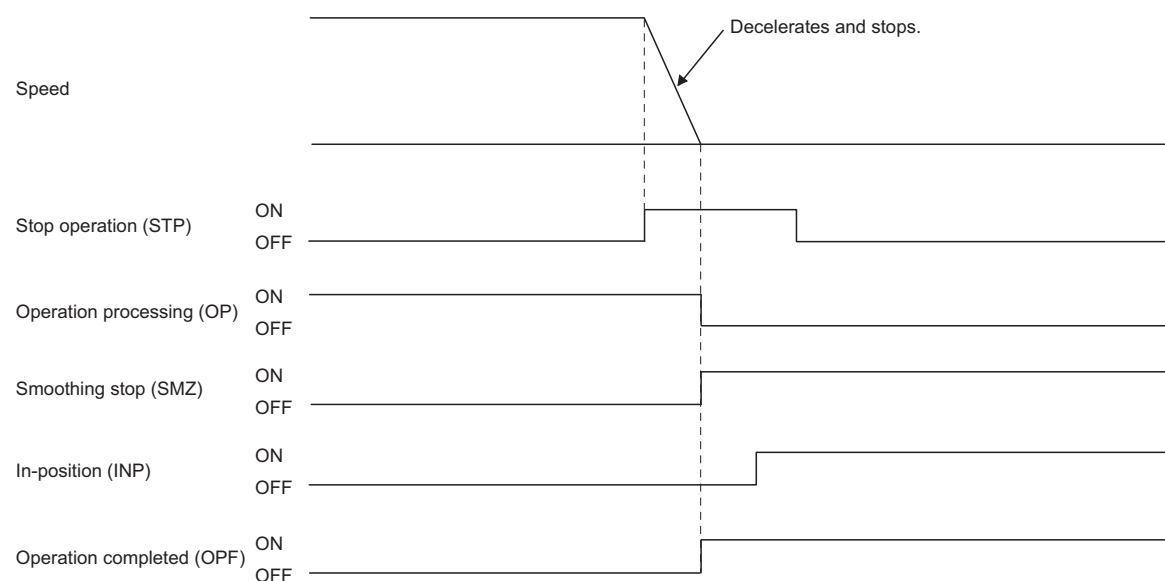 Decelerates and stops.
Speed
Stop operation (STP)
ON
OFF
Operation processing (OP)
ON
OFF
Smoothing stop (SMZ)
ON
OFF
In-position (INP)
ON
OFF
Operation completed (OPF)
ON
OFF